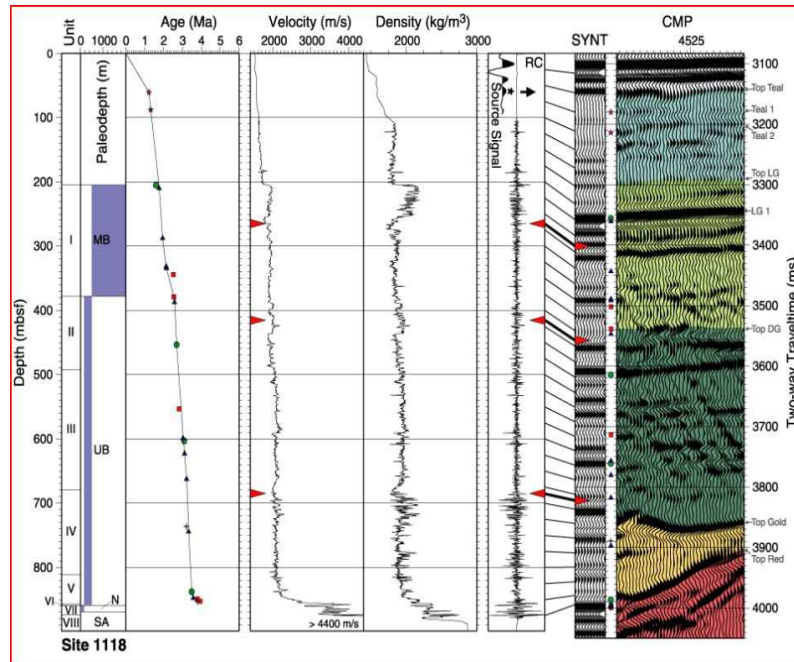 Age (Ma) Velocity (m/s) Density (kg/m³) CMP
Unit 0 1000 0 1 2 3 4 5 6 2000 4000 2000 3000 SYNT 4525
Paleodepth (m)
Source Signal
RC
Depth (mbsf)
0
100
200
300
400
500
600
700
800
I
II
III
IV
V
VI
VII
VIII
MB
UB
N
SA
> 4400 m/s
3100
3200
3300
3400
3500
3600
3700
3800
3900
4000
Two-way Traveltime (ms)
Top Teal
Teal 1
Teal 2
Top LG
LG 1
Top DG
Top Gold
Top Red
Site 1118